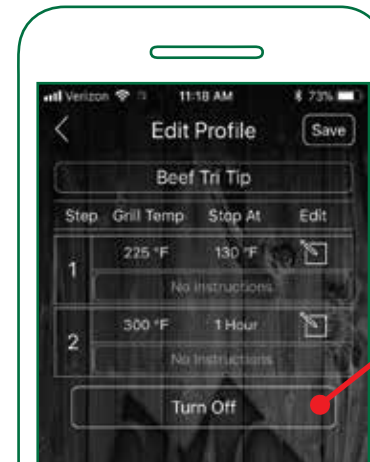 Verizon 11:18 AM 73%
Edit Profile Save
Beef Tri Tip
Step Grill Temp Stop At Edit
1 225 °F 130 °F
No Instructions
2 300 °F 1 Hour
No Instructions
Turn Off